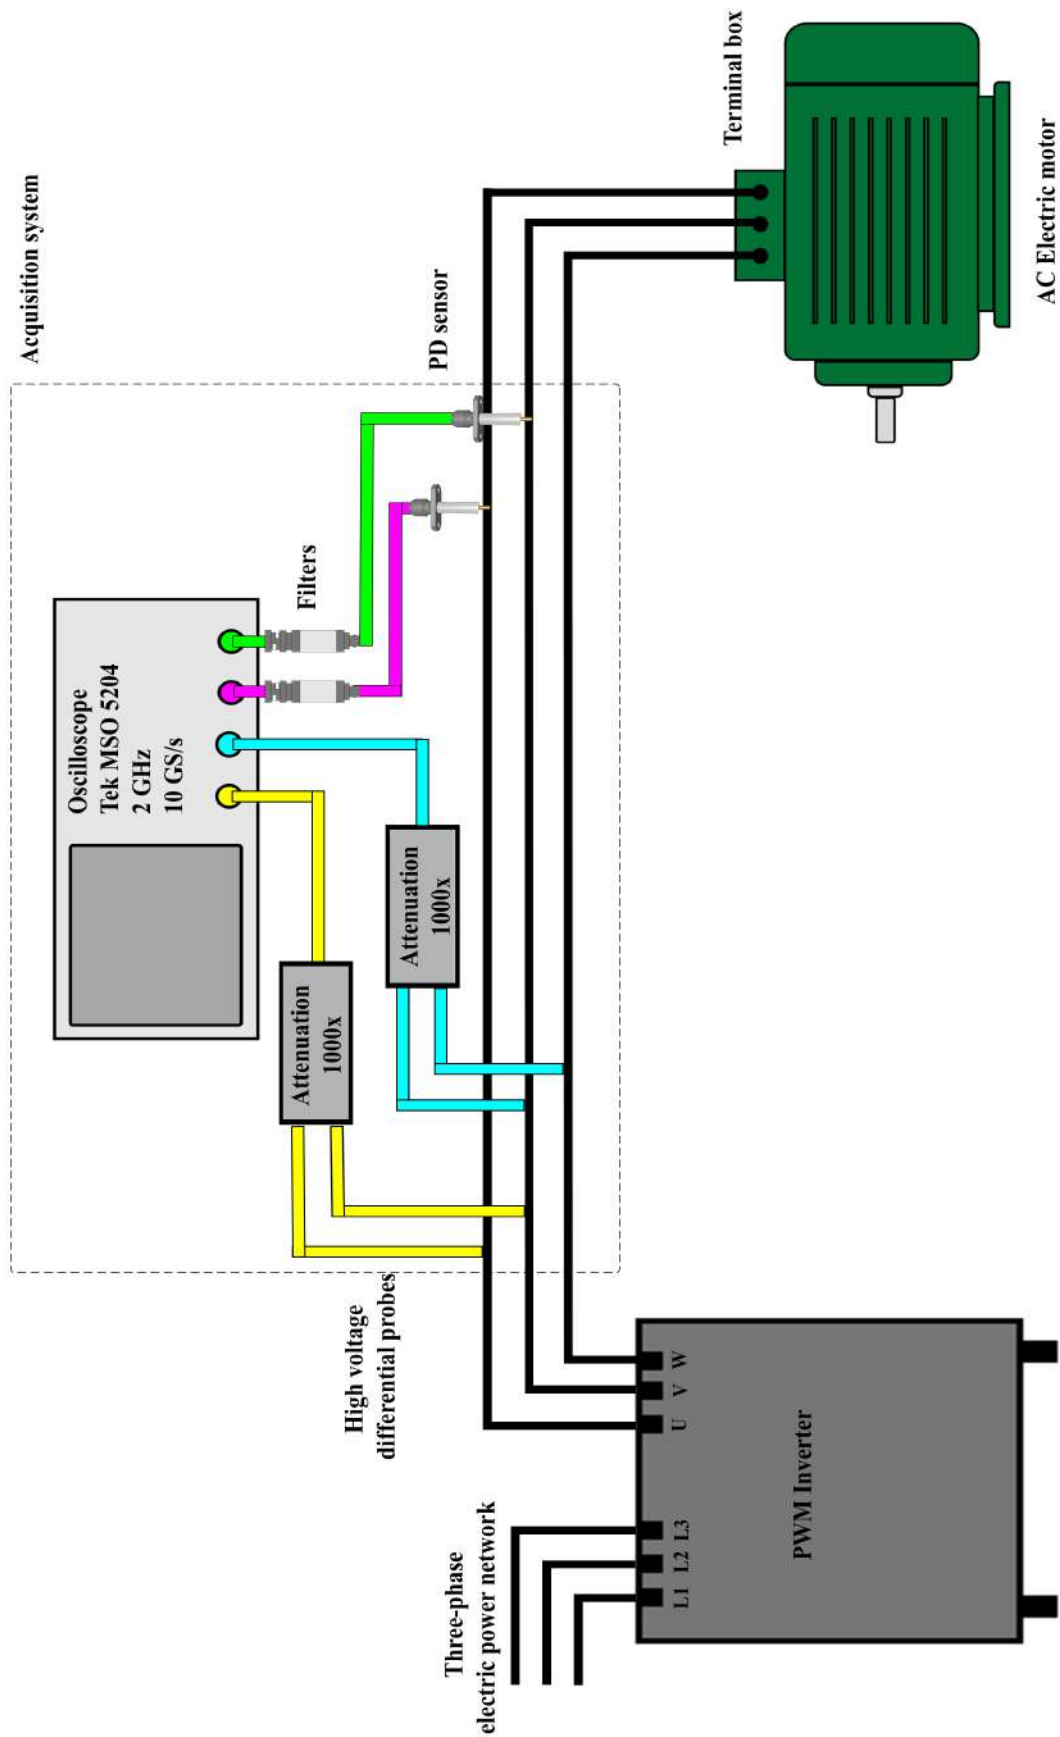 Acquisition system
Oscilloscope
Tek MSO 5204
2 GHz
10 GS/s
Filters
PD sensor
Terminal box
AC Electric motor
Attenuation
1000x
Attenuation
1000x
High voltage
differential probes
Three-phase
electric power network
L1 L2 L3
U V W
PWM Inverter